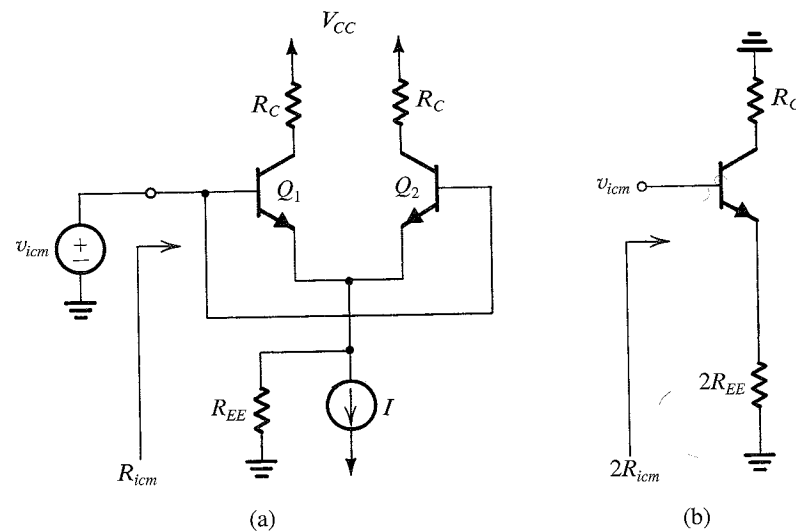 V_CC
R_C
R_C
Q_1
Q_2
v_icm
+
−
R_EE
I
R_icm
(a)
R_C
v_icm
2R_EE
2R_icm
(b)